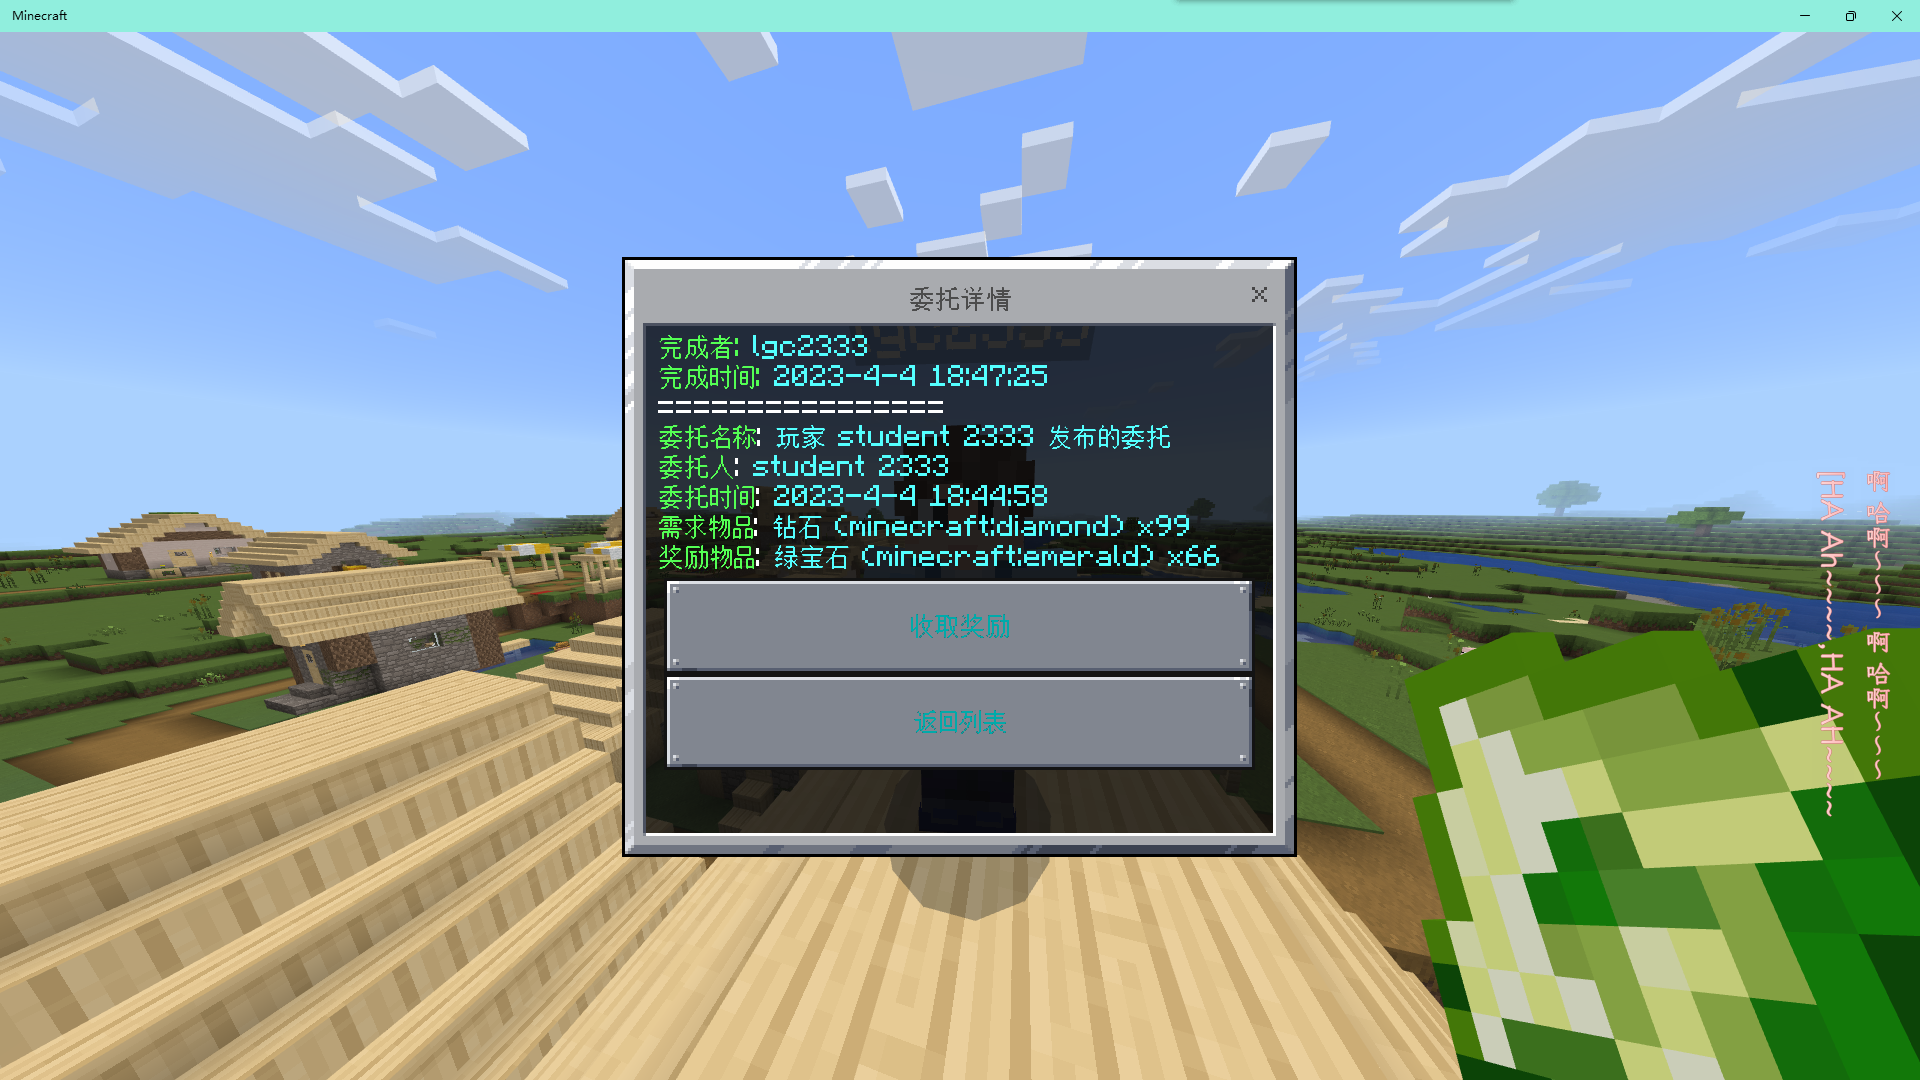 Minecraft
委托详情
完成者: lgc2333
完成时间: 2023-4-4 18:47:25
================
委托名称: 玩家 student 2333 发布的委托
委托人: student 2333
委托时间: 2023-4-4 18:44:58
需求物品: 钻石 (minecraft:diamond) x99
奖励物品: 绿宝石 (minecraft:emerald) x66
收取奖励
返回列表
啊 哈啊~~~ 啊 哈啊~~~
[HA Ah~~~~,HA AH~~~~